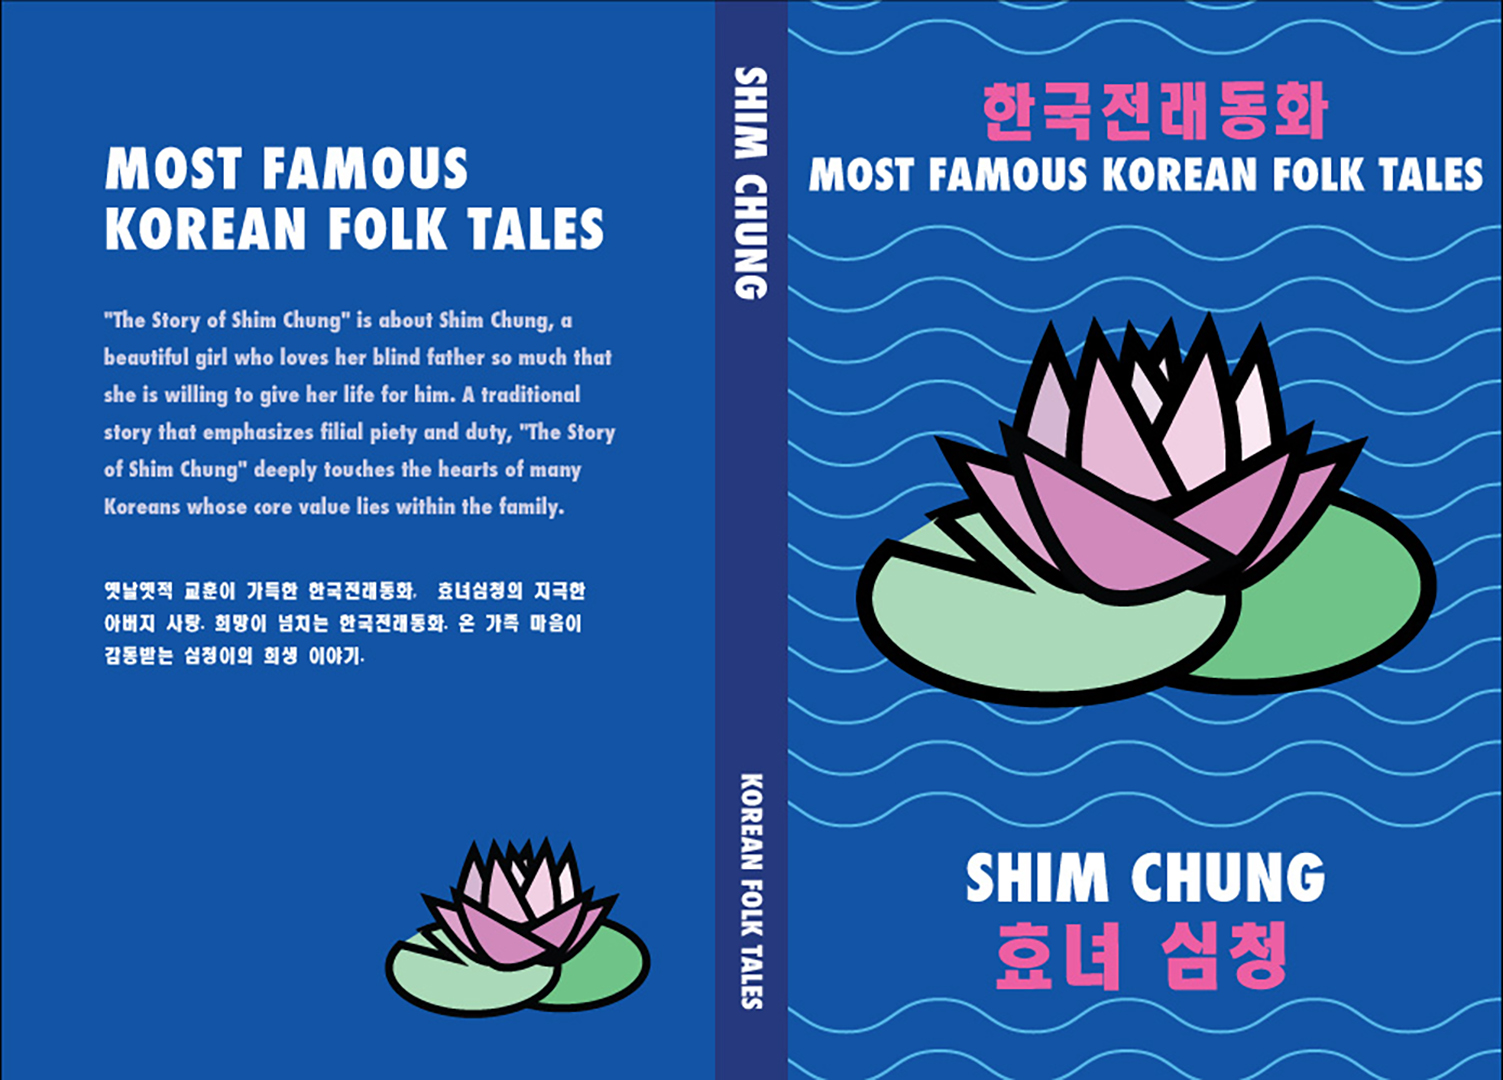 MOST FAMOUS
KOREAN FOLK TALES
"The Story of Shim Chung" is about Shim Chung, a
beautiful girl who loves her blind father so much that
she is willing to give her life for him. A traditional
story that emphasizes filial piety and duty, "The Story
of Shim Chung" deeply touches the hearts of many
Koreans whose core value lies within the family.
옛날옛적 교훈이 가득한 한국전래동화. 효녀심청의 지극한
아버지 사랑. 희망이 넘치는 한국전래동화. 온 가족 마음이
감동받는 심청이의 희생 이야기.
SHIM CHUNG
KOREAN FOLK TALES
한국전래동화
MOST FAMOUS KOREAN FOLK TALES
SHIM CHUNG
효녀 심청